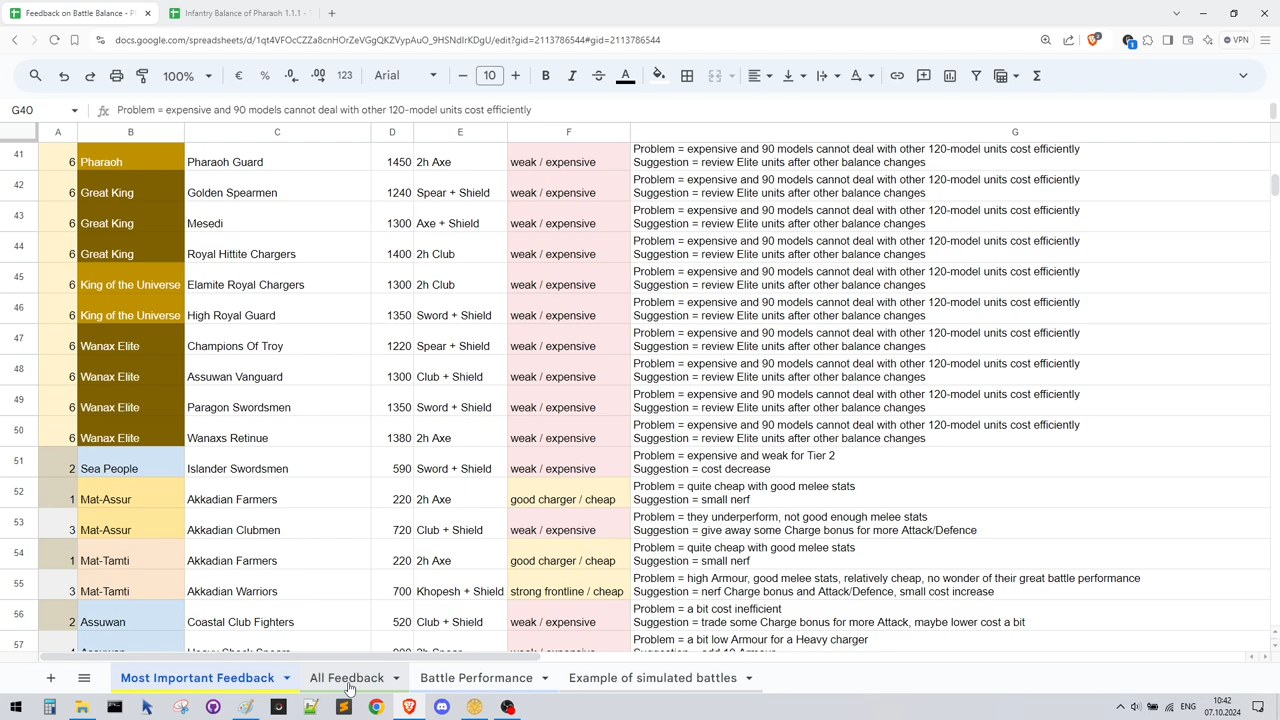 Feedback on Battle Balance - P
Infantry Balance of Pharaoh 1.1.1 -
docs.google.com/spreadsheets/d/1qt4VFOcCZZa8cnHOrZeVGgQKZVypAuO_9HSNdIrKDgU/edit?gid=2113786544#gid=2113786544
VPN
100% € % .0 .00 123 Arial 10 B I S A Σ
G40 fx Problem = expensive and 90 models cannot deal with other 120-model units cost efficiently
A B C D E F G
41 6 Pharaoh Pharaoh Guard 1450 2h Axe weak / expensive Problem = expensive and 90 models cannot deal with other 120-model units cost efficiently
Suggestion = review Elite units after other balance changes
42 6 Great King Golden Spearmen 1240 Spear + Shield weak / expensive Problem = expensive and 90 models cannot deal with other 120-model units cost efficiently
Suggestion = review Elite units after other balance changes
43 6 Great King Mesedi 1300 Axe + Shield weak / expensive Problem = expensive and 90 models cannot deal with other 120-model units cost efficiently
Suggestion = review Elite units after other balance changes
44 6 Great King Royal Hittite Chargers 1400 2h Club weak / expensive Problem = expensive and 90 models cannot deal with other 120-model units cost efficiently
Suggestion = review Elite units after other balance changes
45 6 King of the Universe Elamite Royal Chargers 1300 2h Club weak / expensive Problem = expensive and 90 models cannot deal with other 120-model units cost efficiently
Suggestion = review Elite units after other balance changes
46 6 King of the Universe High Royal Guard 1350 Sword + Shield weak / expensive Problem = expensive and 90 models cannot deal with other 120-model units cost efficiently
Suggestion = review Elite units after other balance changes
47 6 Wanax Elite Champions Of Troy 1220 Spear + Shield weak / expensive Problem = expensive and 90 models cannot deal with other 120-model units cost efficiently
Suggestion = review Elite units after other balance changes
48 6 Wanax Elite Assuwan Vanguard 1300 Club + Shield weak / expensive Problem = expensive and 90 models cannot deal with other 120-model units cost efficiently
Suggestion = review Elite units after other balance changes
49 6 Wanax Elite Paragon Swordsmen 1350 Sword + Shield weak / expensive Problem = expensive and 90 models cannot deal with other 120-model units cost efficiently
Suggestion = review Elite units after other balance changes
50 6 Wanax Elite Wanaxs Retinue 1380 2h Axe weak / expensive Problem = expensive and 90 models cannot deal with other 120-model units cost efficiently
Suggestion = review Elite units after other balance changes
51 2 Sea People Islander Swordsmen 590 Sword + Shield weak / expensive Problem = expensive and weak for Tier 2
Suggestion = cost decrease
52 1 Mat-Assur Akkadian Farmers 220 2h Axe good charger / cheap Problem = quite cheap with good melee stats
Suggestion = small nerf
53 3 Mat-Assur Akkadian Clubmen 720 Club + Shield weak / expensive Problem = they underperform, not good enough melee stats
Suggestion = give away some Charge bonus for more Attack/Defence
54 1 Mat-Tamti Akkadian Farmers 220 2h Axe good charger / cheap Problem = quite cheap with good melee stats
Suggestion = small nerf
55 3 Mat-Tamti Akkadian Warriors 700 Khopesh + Shield strong frontline / cheap Problem = high Armour, good melee stats, relatively cheap, no wonder of their great battle performance
Suggestion = nerf Charge bonus and Attack/Defence, small cost increase
56 2 Assuwan Coastal Club Fighters 520 Club + Shield weak / expensive Problem = a bit cost inefficient
Suggestion = trade some Charge bonus for more Attack, maybe lower cost a bit
57 Problem = a bit low Armour for a Heavy charger
Most Important Feedback All Feedback Battle Performance Example of simulated battles
ENG 10:42
07.10.2024